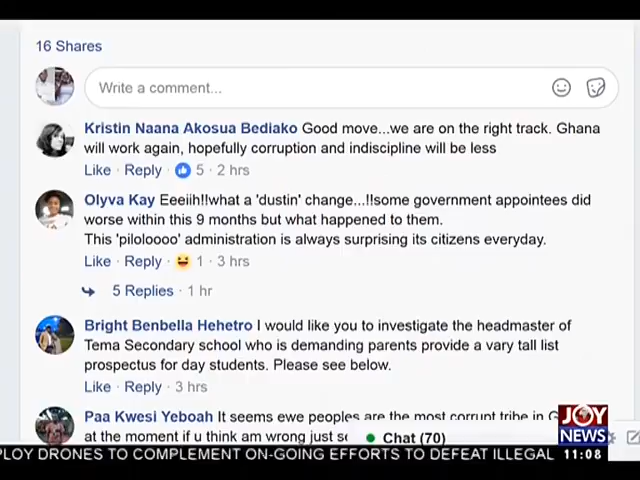 16 Shares
Write a comment...
Kristin Naana Akosua Bediako Good move...we are on the right track. Ghana
will work again, hopefully corruption and indiscipline will be less
Like · Reply · 5 · 2 hrs
Olyva Kay Eeeiih!!what a 'dustin' change...!!some government appointees did
worse within this 9 months but what happened to them.
This 'piloloooo' administration is always surprising its citizens everyday.
Like · Reply · 1 · 3 hrs
5 Replies · 1 hr
Bright Benbella Hehetro I would like you to investigate the headmaster of
Tema Secondary school who is demanding parents provide a vary tall list
prospectus for day students. Please see below.
Like · Reply · 3 hrs
Paa Kwesi Yeboah It seems ewe peoples are the most corrupt tribe in
at the moment if u think am wrong just
Chat (70)
JOY
NEWS
PLOY DRONES TO COMPLEMENT ON-GOING EFFORTS TO DEFEAT ILLEGAL 11:08